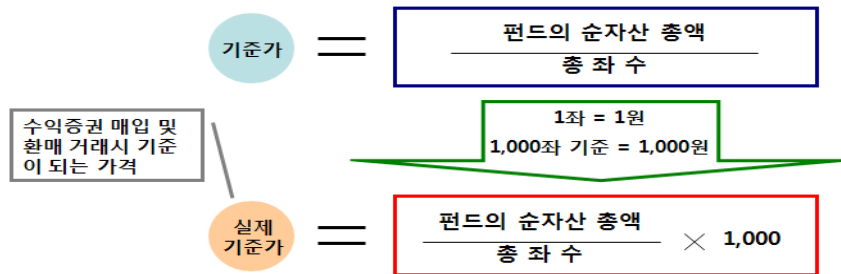 기준가
=
펀드의 순자산 총액
총 좌 수
수익증권 매입 및
환매 거래시 기준
이 되는 가격
1좌 = 1원
1,000좌 기준 = 1,000원
실제
기준가
=
펀드의 순자산 총액
총 좌 수
× 1,000